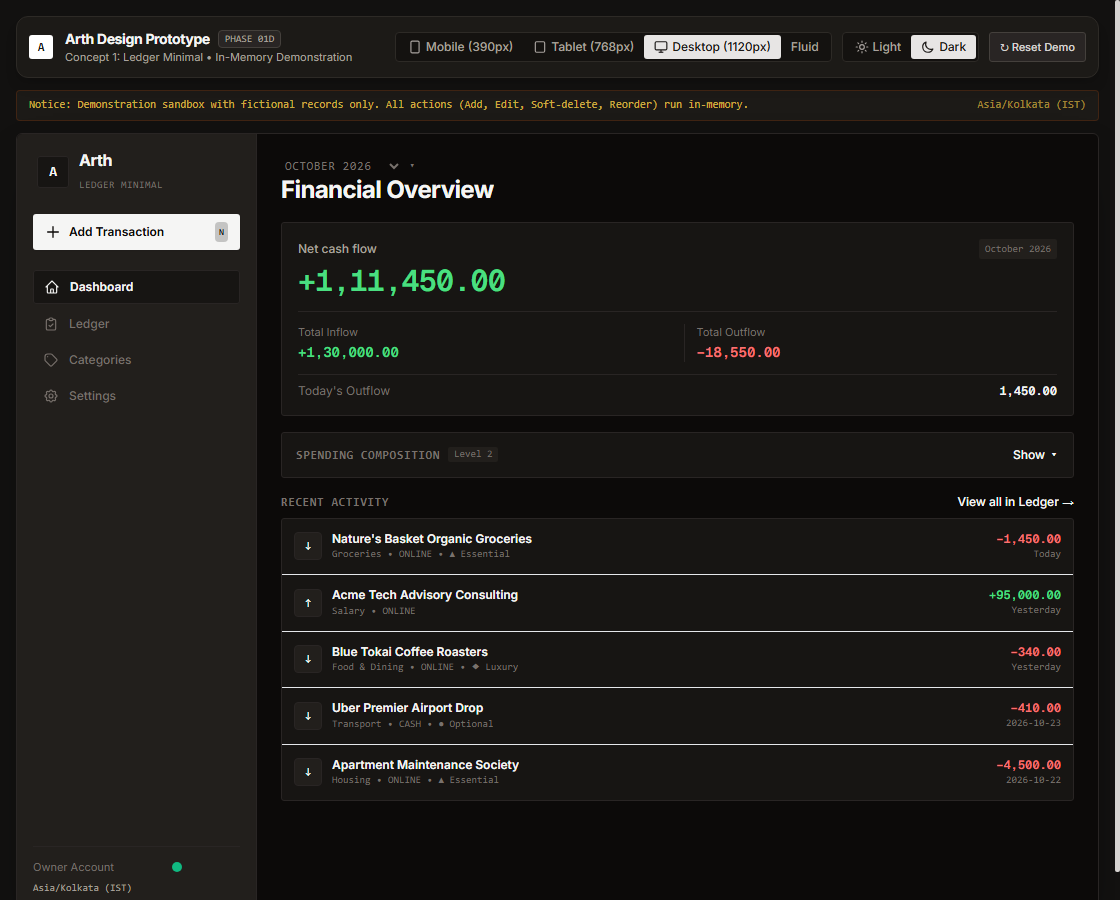 A Arth Design Prototype PHASE 01D
Concept 1: Ledger Minimal • In-Memory Demonstration
Mobile (390px) Tablet (768px) Desktop (1120px) Fluid Light Dark ↻ Reset Demo
Notice: Demonstration sandbox with fictional records only. All actions (Add, Edit, Soft-delete, Reorder) run in-memory. Asia/Kolkata (IST)
A Arth
LEDGER MINIMAL
+ Add Transaction N
Dashboard
Ledger
Categories
Settings
Owner Account
Asia/Kolkata (IST)
OCTOBER 2026 ▾
Financial Overview
Net cash flow October 2026
+1,11,450.00
Total Inflow
+1,30,000.00
Total Outflow
−18,550.00
Today's Outflow 1,450.00
SPENDING COMPOSITION Level 2 Show ▾
RECENT ACTIVITY View all in Ledger →
↓ Nature's Basket Organic Groceries −1,450.00
Groceries • ONLINE • ▲ Essential Today
↑ Acme Tech Advisory Consulting +95,000.00
Salary • ONLINE Yesterday
↓ Blue Tokai Coffee Roasters −340.00
Food & Dining • ONLINE • ◆ Luxury Yesterday
↓ Uber Premier Airport Drop −410.00
Transport • CASH • ● Optional 2026-10-23
↓ Apartment Maintenance Society −4,500.00
Housing • ONLINE • ▲ Essential 2026-10-22